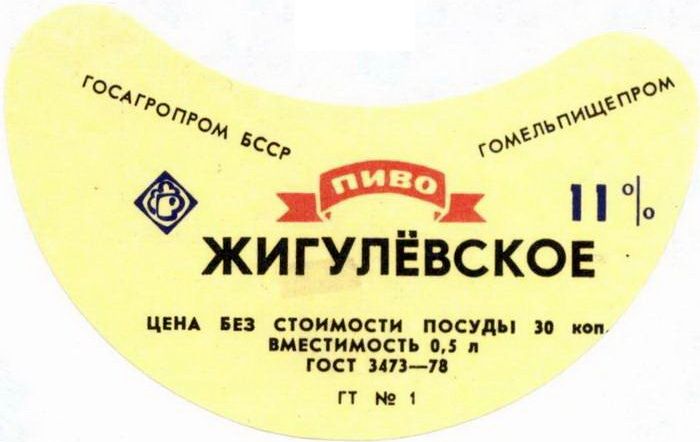 ГОСАГРОПРОМ БССР
ГОМЕЛЬПИЩЕПРОМ
ПИВО
11%
ЖИГУЛЁВСКОЕ
ЦЕНА БЕЗ СТОИМОСТИ ПОСУДЫ 30 коп.
ВМЕСТИМОСТЬ 0,5 л
ГОСТ 3473—78
ГТ № 1